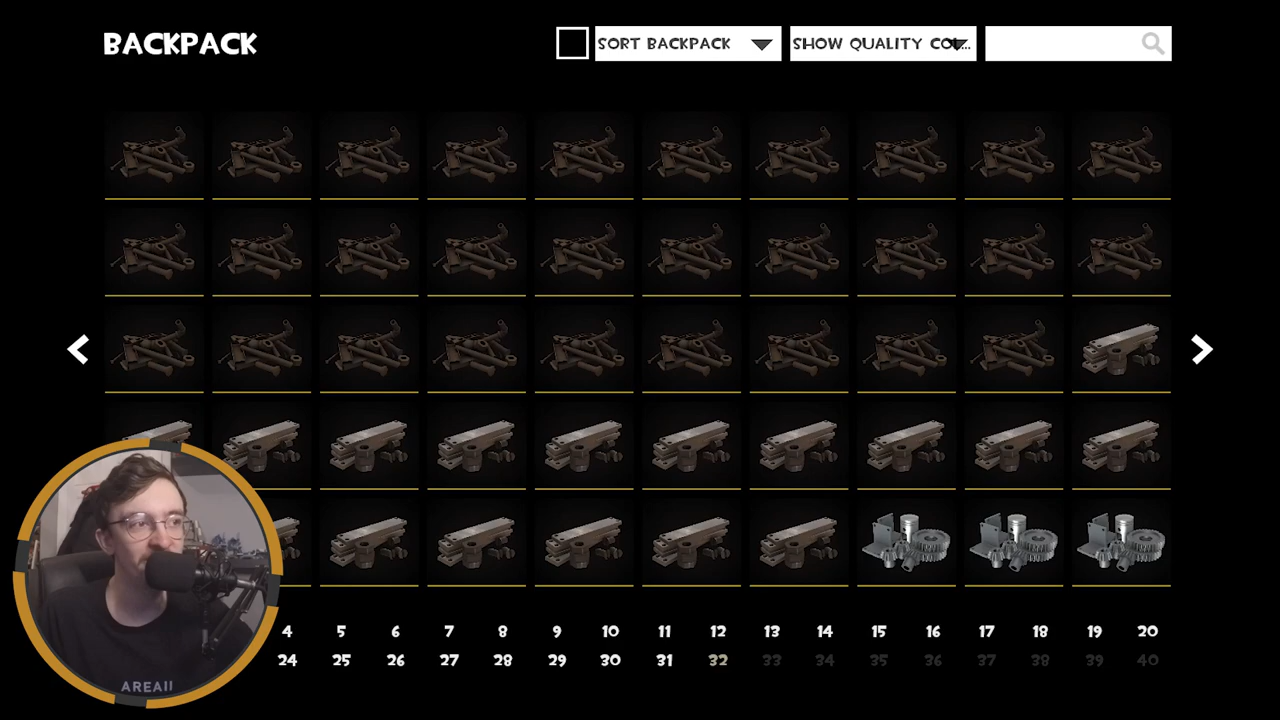 BACKPACK
SORT BACKPACK
SHOW QUALITY COL...
4 5 6 7 8 9 10 11 12 13 14 15 16 17 18 19 20
24 25 26 27 28 29 30 31 32 33 34 35 36 37 38 39 40
AREA11